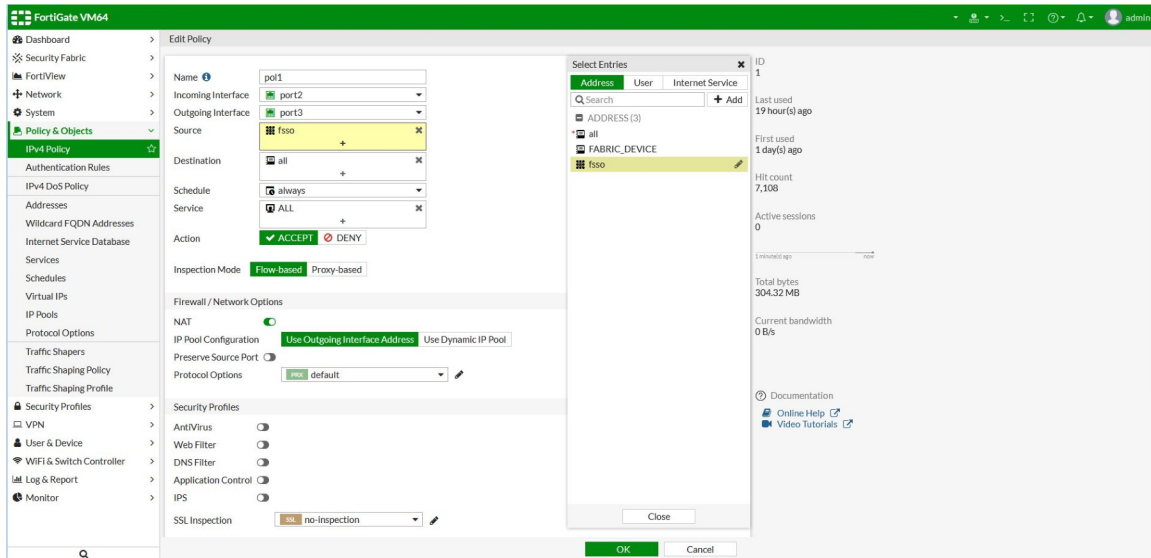 FortiGate VM64
admin
Dashboard
Security Fabric
FortiView
Network
System
Policy & Objects
IPv4 Policy
Authentication Rules
IPv4 DoS Policy
Addresses
Wildcard FQDN Addresses
Internet Service Database
Services
Schedules
Virtual IPs
IP Pools
Protocol Options
Traffic Shapers
Traffic Shaping Policy
Traffic Shaping Profile
Security Profiles
VPN
User & Device
WiFi & Switch Controller
Log & Report
Monitor
Edit Policy
Name pol1
Incoming Interface port2
Outgoing Interface port3
Source fsso
+
Destination all
+
Schedule always
Service ALL
+
Action ACCEPT DENY
Inspection Mode Flow-based Proxy-based
Firewall / Network Options
NAT
IP Pool Configuration Use Outgoing Interface Address Use Dynamic IP Pool
Preserve Source Port
Protocol Options PRX default
Security Profiles
AntiVirus
Web Filter
DNS Filter
Application Control
IPS
SSL Inspection SSL no-inspection
Select Entries
Address User Internet Service
Search + Add
ADDRESS (3)
all
FABRIC_DEVICE
fsso
Close
OK Cancel
ID
1
Last used
19 hour(s) ago
First used
1 day(s) ago
Hit count
7,108
Active sessions
0
1 minute(s) ago now
Total bytes
304.32 MB
Current bandwidth
0 B/s
Documentation
Online Help
Video Tutorials